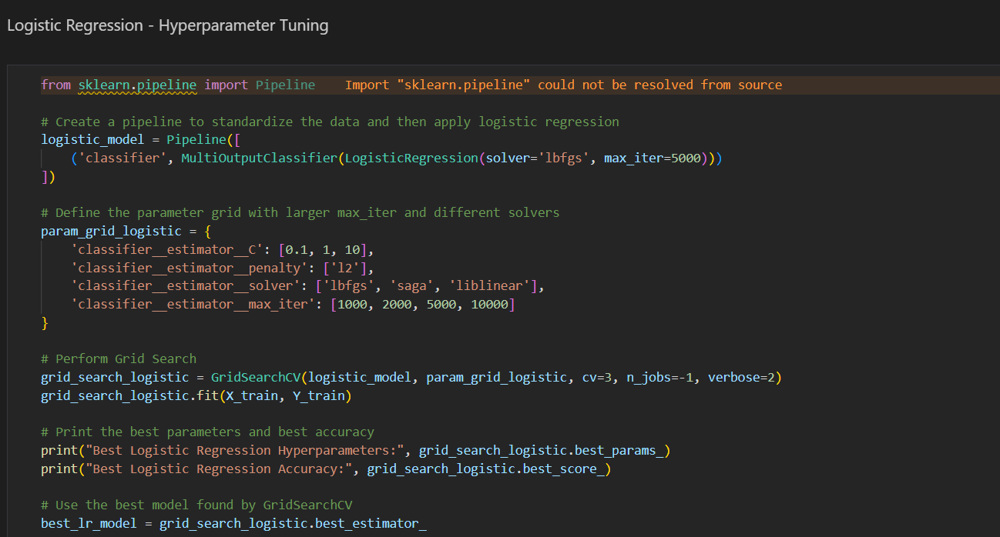 Logistic Regression - Hyperparameter Tuning
from sklearn.pipeline import Pipeline    Import "sklearn.pipeline" could not be resolved from source
# Create a pipeline to standardize the data and then apply logistic regression
logistic_model = Pipeline([
    ('classifier', MultiOutputClassifier(LogisticRegression(solver='lbfgs', max_iter=5000)))
])
# Define the parameter grid with larger max_iter and different solvers
param_grid_logistic = {
    'classifier__estimator__C': [0.1, 1, 10],
    'classifier__estimator__penalty': ['l2'],
    'classifier__estimator__solver': ['lbfgs', 'saga', 'liblinear'],
    'classifier__estimator__max_iter': [1000, 2000, 5000, 10000]
}
# Perform Grid Search
grid_search_logistic = GridSearchCV(logistic_model, param_grid_logistic, cv=3, n_jobs=-1, verbose=2)
grid_search_logistic.fit(X_train, Y_train)
# Print the best parameters and best accuracy
print("Best Logistic Regression Hyperparameters:", grid_search_logistic.best_params_)
print("Best Logistic Regression Accuracy:", grid_search_logistic.best_score_)
# Use the best model found by GridSearchCV
best_lr_model = grid_search_logistic.best_estimator_